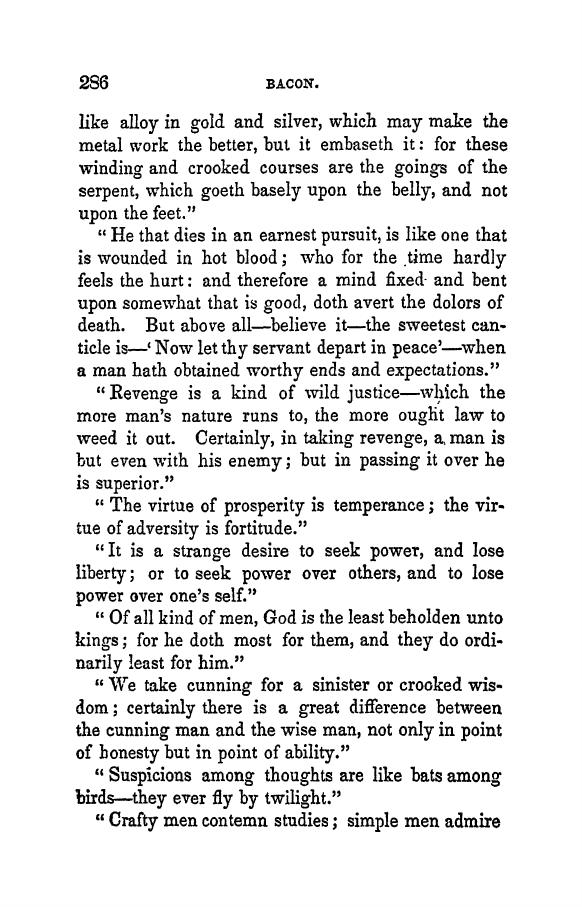 286 BACON.
like alloy in gold and silver, which may make the
metal work the better, but it embaseth it: for these
winding and crooked courses are the goings of the
serpent, which goeth basely upon the belly, and not
upon the feet.”
“ He that dies in an earnest pursuit, is like one that
is wounded in hot blood; who for the time hardly
feels the hurt: and therefore a mind fixed and bent
upon somewhat that is good, doth avert the dolors of
death. But above all—believe it—the sweetest can-
ticle is—‘ Now let thy servant depart in peace’—when
a man hath obtained worthy ends and expectations.”
“ Revenge is a kind of wild justice—which the
more man’s nature runs to, the more ought law to
weed it out. Certainly, in taking revenge, a man is
but even with his enemy; but in passing it over he
is superior.”
“ The virtue of prosperity is temperance; the vir-
tue of adversity is fortitude.”
“ It is a strange desire to seek power, and lose
liberty; or to seek power over others, and to lose
power over one’s self.”
“ Of all kind of men, God is the least beholden unto
kings; for he doth most for them, and they do ordi-
narily least for him.”
“ We take cunning for a sinister or crooked wis-
dom; certainly there is a great difference between
the cunning man and the wise man, not only in point
of honesty but in point of ability.”
“ Suspicions among thoughts are like bats among
birds—they ever fly by twilight.”
“ Crafty men contemn studies; simple men admire